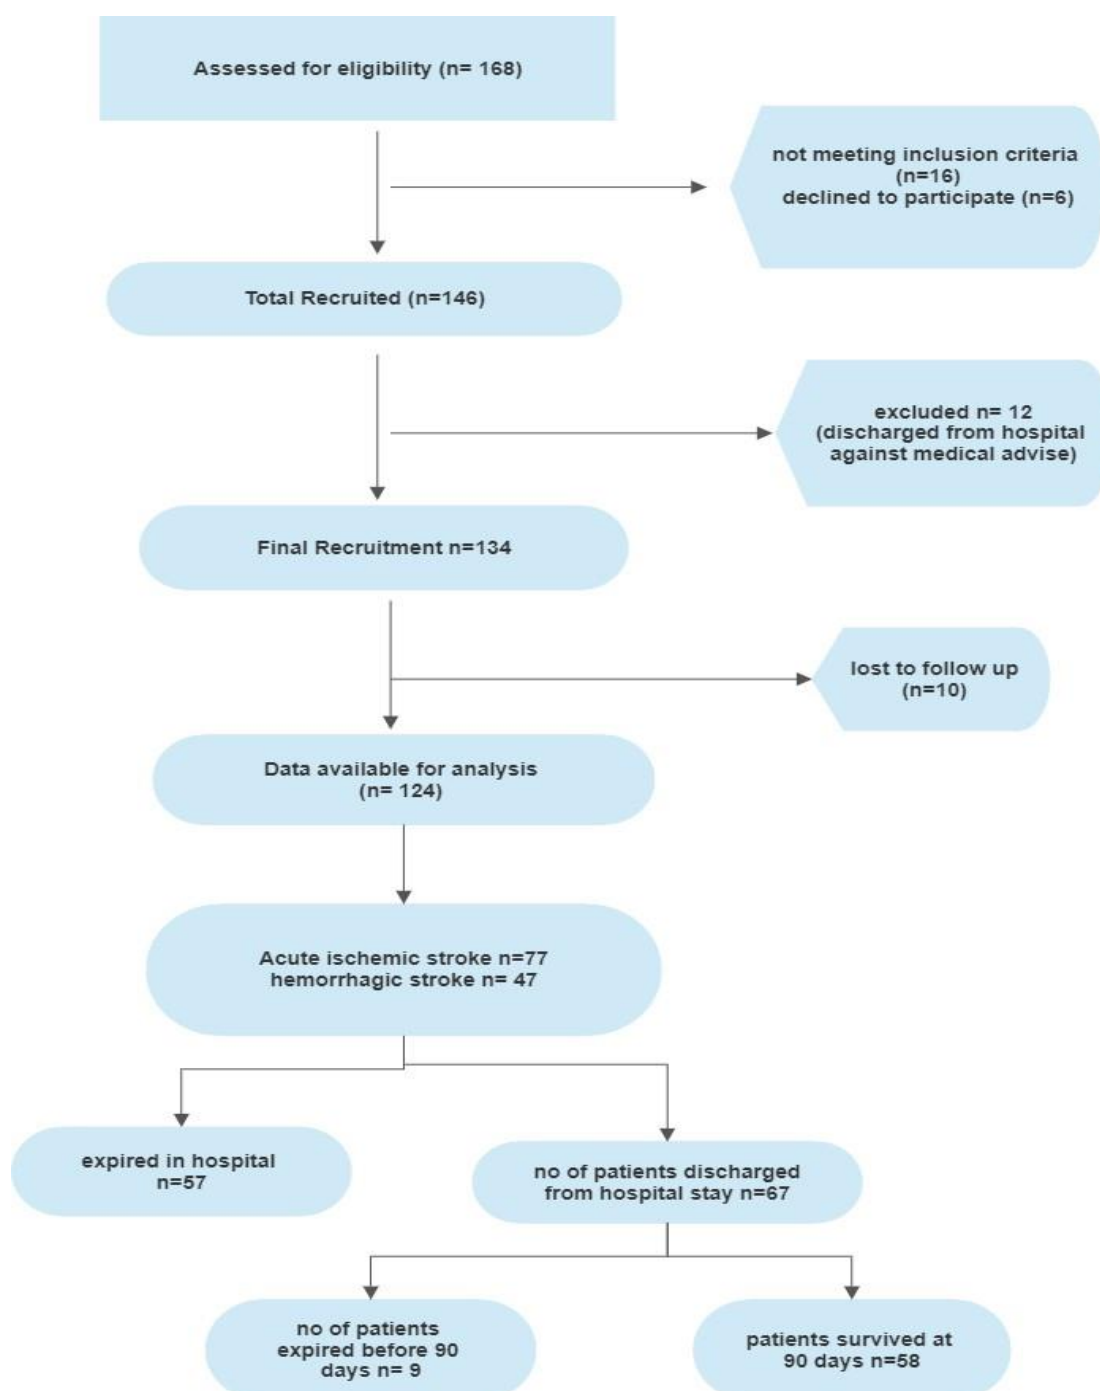 Assessed for eligibility (n= 168)
not meeting inclusion criteria
(n=16)
declined to participate (n=6)
Total Recruited (n=146)
excluded n= 12
(discharged from hospital
against medical advise)
Final Recruitment n=134
lost to follow up
(n=10)
Data available for analysis
(n= 124)
Acute ischemic stroke n=77
hemorrhagic stroke n= 47
expired in hospital
n=57
no of patients discharged
from hospital stay n=67
no of patients
expired before 90
days n= 9
patients survived at
90 days n=58